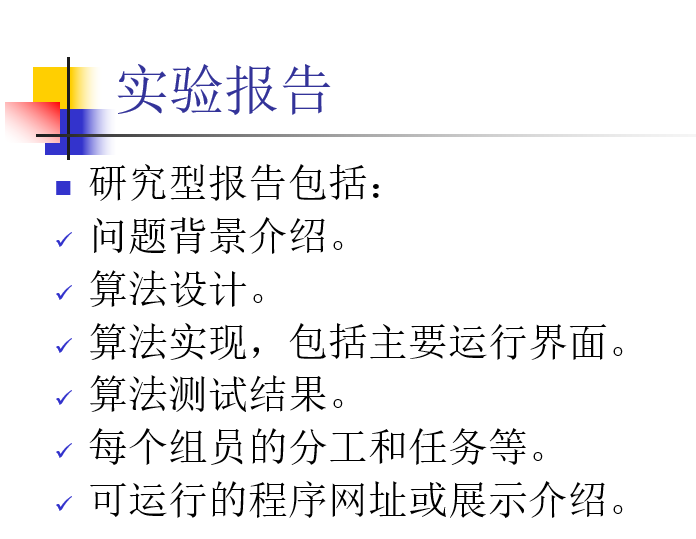 实验报告
研究型报告包括：
问题背景介绍。
算法设计。
算法实现，包括主要运行界面。
算法测试结果。
每个组员的分工和任务等。
可运行的程序网址或展示介绍。